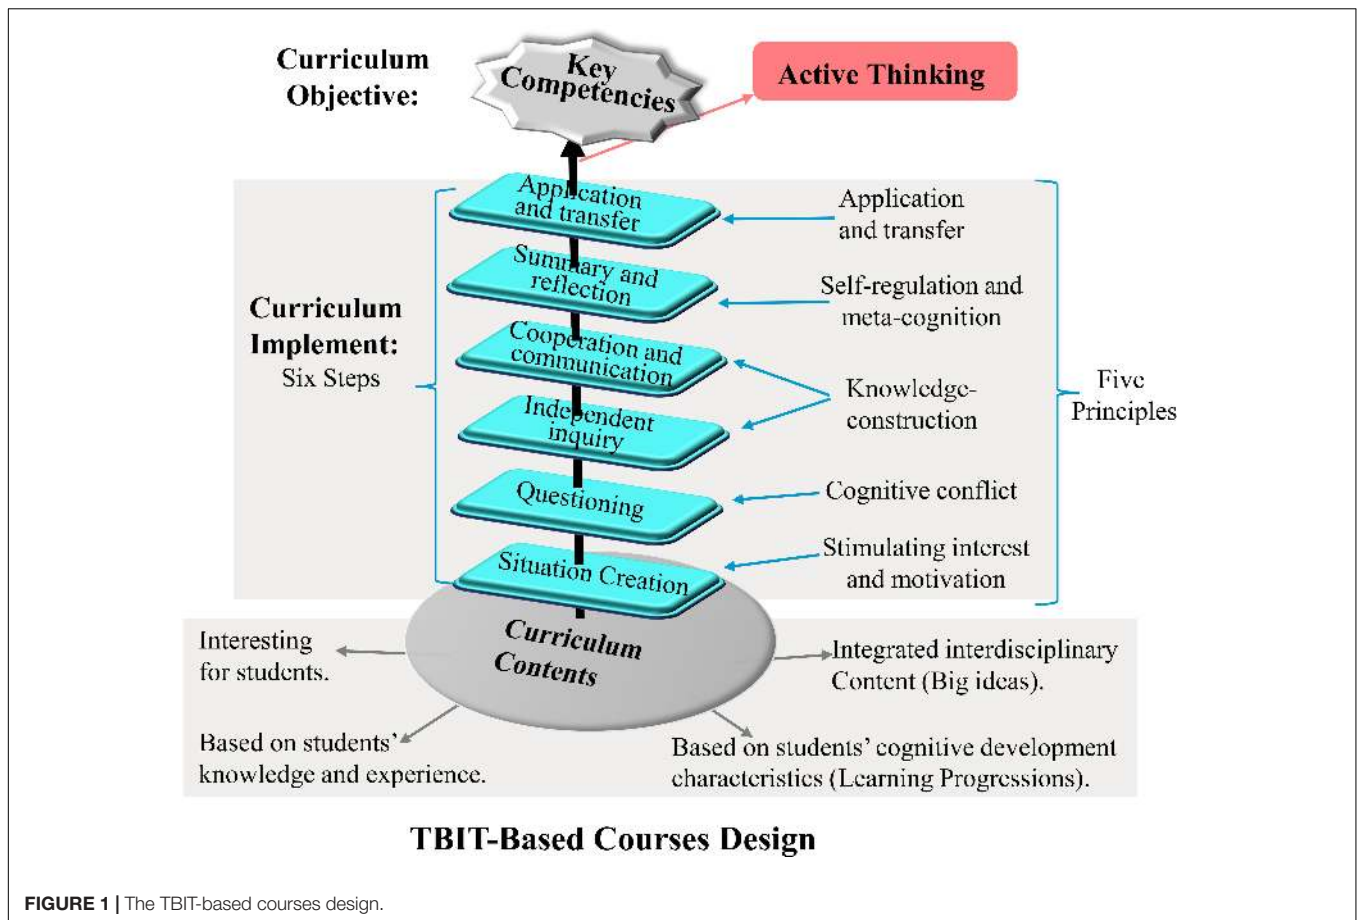 Curriculum
Objective:
Key
Competencies
Active Thinking
Application
and transfer
Summary and
reflection
Cooperation and
communication
Independent
inquiry
Questioning
Situation Creation
Curriculum
Implement:
Six Steps
Application
and transfer
Self-regulation and
meta-cognition
Knowledge-
construction
Cognitive conflict
Stimulating interest
and motivation
Five
Principles
Curriculum
Contents
Interesting
for students.
Based on students’
knowledge and experience.
Integrated interdisciplinary
Content (Big ideas).
Based on students’ cognitive development
characteristics (Learning Progressions).
TBIT-Based Courses Design
FIGURE 1 | The TBIT-based courses design.